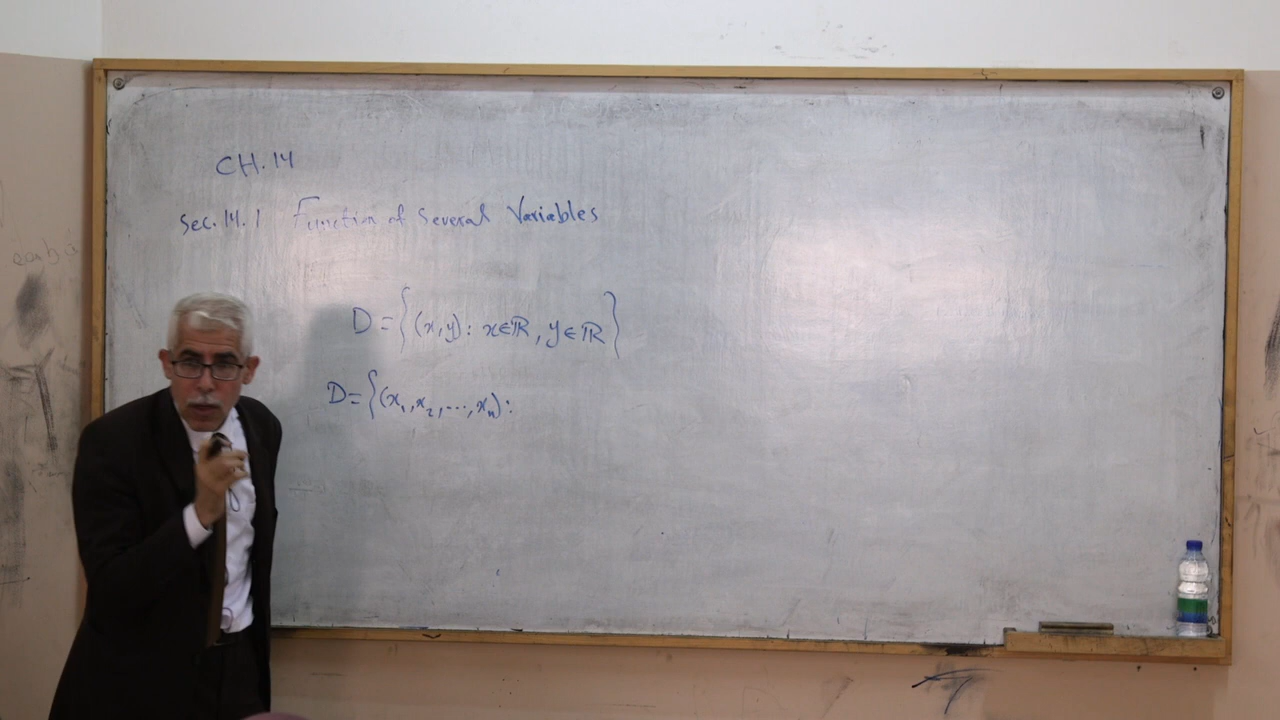 CH.14
Sec. 14.1 Function of Several Variables
D = {(x,y): x∈ℝ, y∈ℝ}
D = {(x₁, x₂, ..., xₙ):